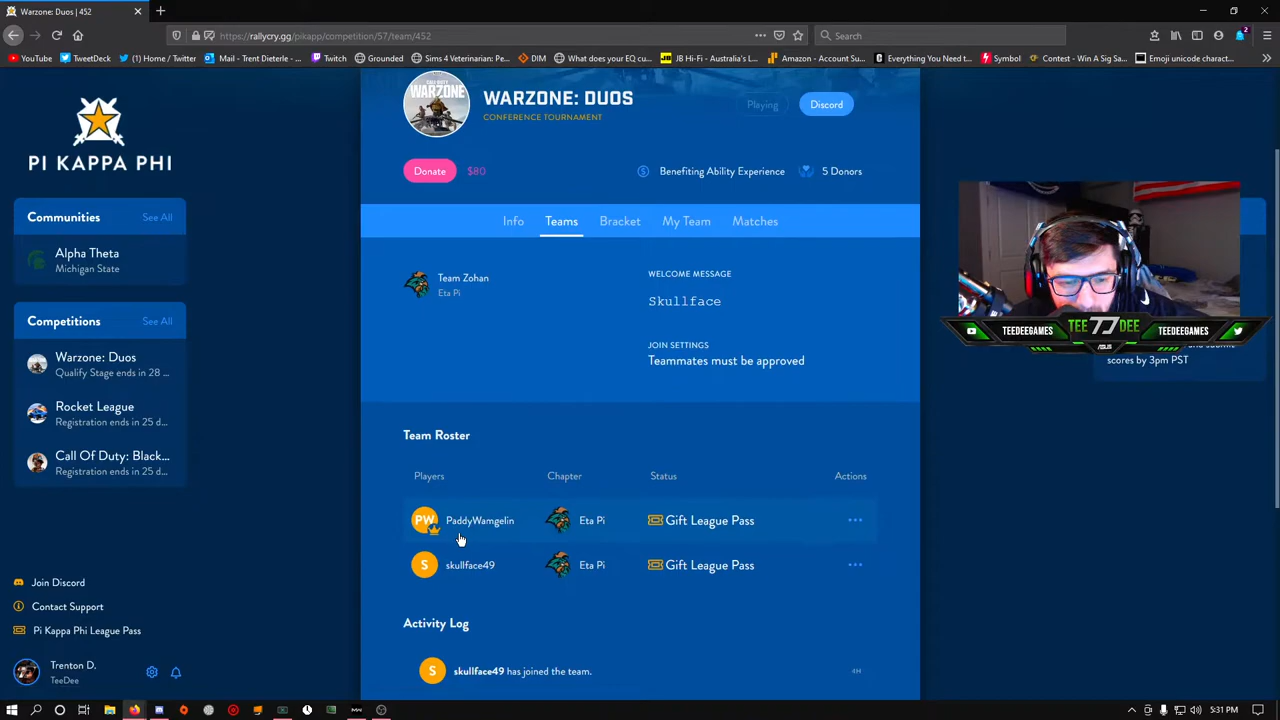 Warzone: Duos | 452
https://rallycry.gg/pikapp/competition/57/team/452
Search
YouTube
TweetDeck
(1) Home / Twitter
Mail - Trent Dieterle -...
Twitch
Grounded
Sims 4 Veterinarian: Pe...
DIM
What does your EQ cu...
JB Hi-Fi - Australia's L...
Amazon - Account Su...
Everything You Need t...
Symbol
Contest - Win A Sig Sa...
Emoji unicode charact...
PI KAPPA PHI
Communities
See All
Alpha Theta
Michigan State
Competitions
See All
Warzone: Duos
Qualify Stage ends in 28 ...
Rocket League
Registration ends in 25 d...
Call Of Duty: Black...
Registration ends in 25 d...
Join Discord
Contact Support
Pi Kappa Phi League Pass
Trenton D.
TeeDee
WARZONE
WARZONE: DUOS
CONFERENCE TOURNAMENT
Playing
Discord
Donate
$80
Benefiting Ability Experience
5 Donors
Info
Teams
Bracket
My Team
Matches
Team Zohan
Eta Pi
WELCOME MESSAGE
Skullface
JOIN SETTINGS
Teammates must be approved
Team Roster
Players
Chapter
Status
Actions
PW
PaddyWamgelin
Eta Pi
Gift League Pass
S
skullface49
Eta Pi
Gift League Pass
Activity Log
S
skullface49 has joined the team.
4H
TEEDEEGAMES
TEE DEE
TEEDEEGAMES
ASUS
scores by 3pm PST
5:31 PM